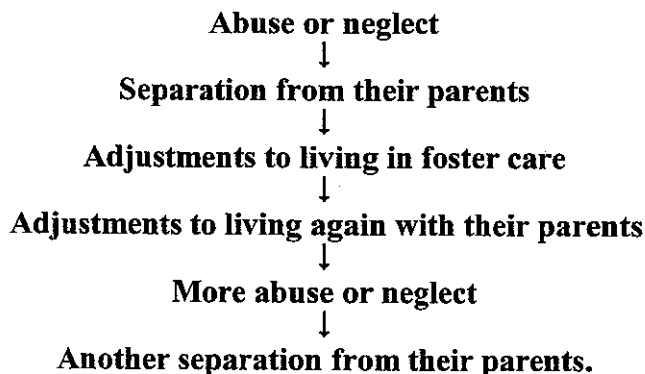 Abuse or neglect
↓
Separation from their parents
↓
Adjustments to living in foster care
↓
Adjustments to living again with their parents
↓
More abuse or neglect
↓
Another separation from their parents.